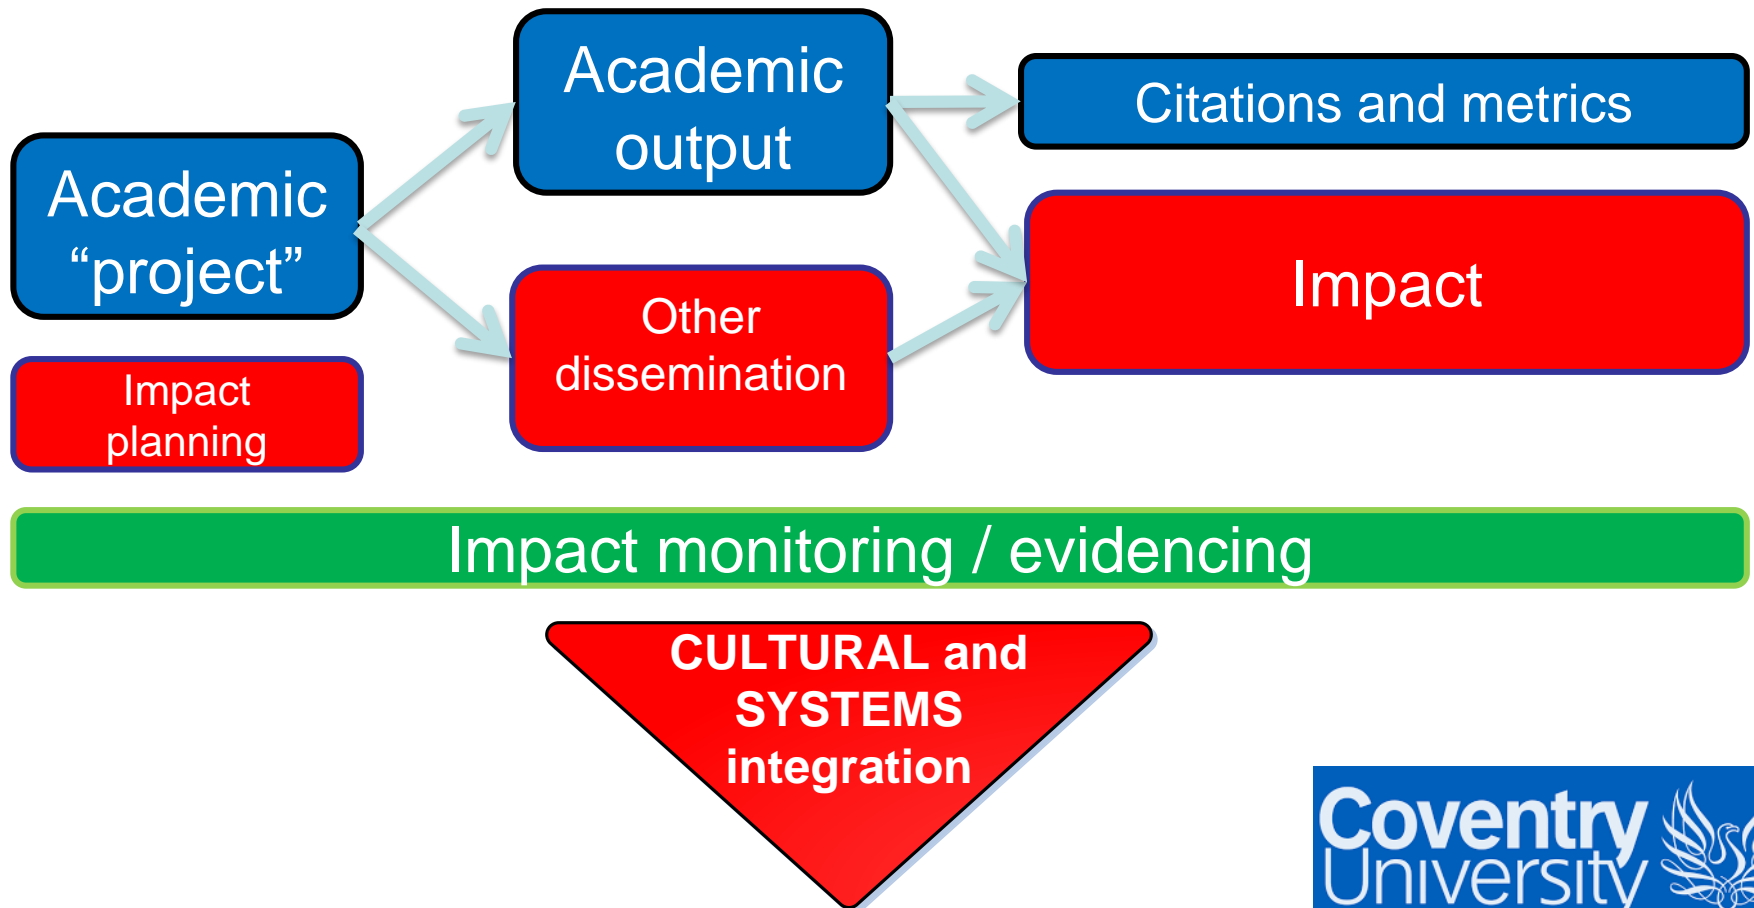 Academic
output
Citations and metrics
Academic
“project”
Impact
Other
dissemination
Impact
planning
Impact monitoring / evidencing
CULTURAL and
SYSTEMS
integration
Coventry
University